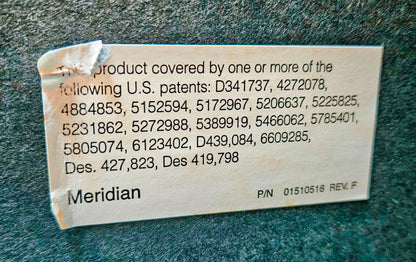 This product covered by one or more of the
following U.S. patents: D341737, 4272078,
4884853, 5152594, 5172967, 5206637, 5225825,
5231862, 5272988, 5389919, 5466062, 5785401,
5805074, 6123402, D439,084, 6609285,
Des. 427,823, Des 419,798
Meridian
P/N 01510516 REV. F